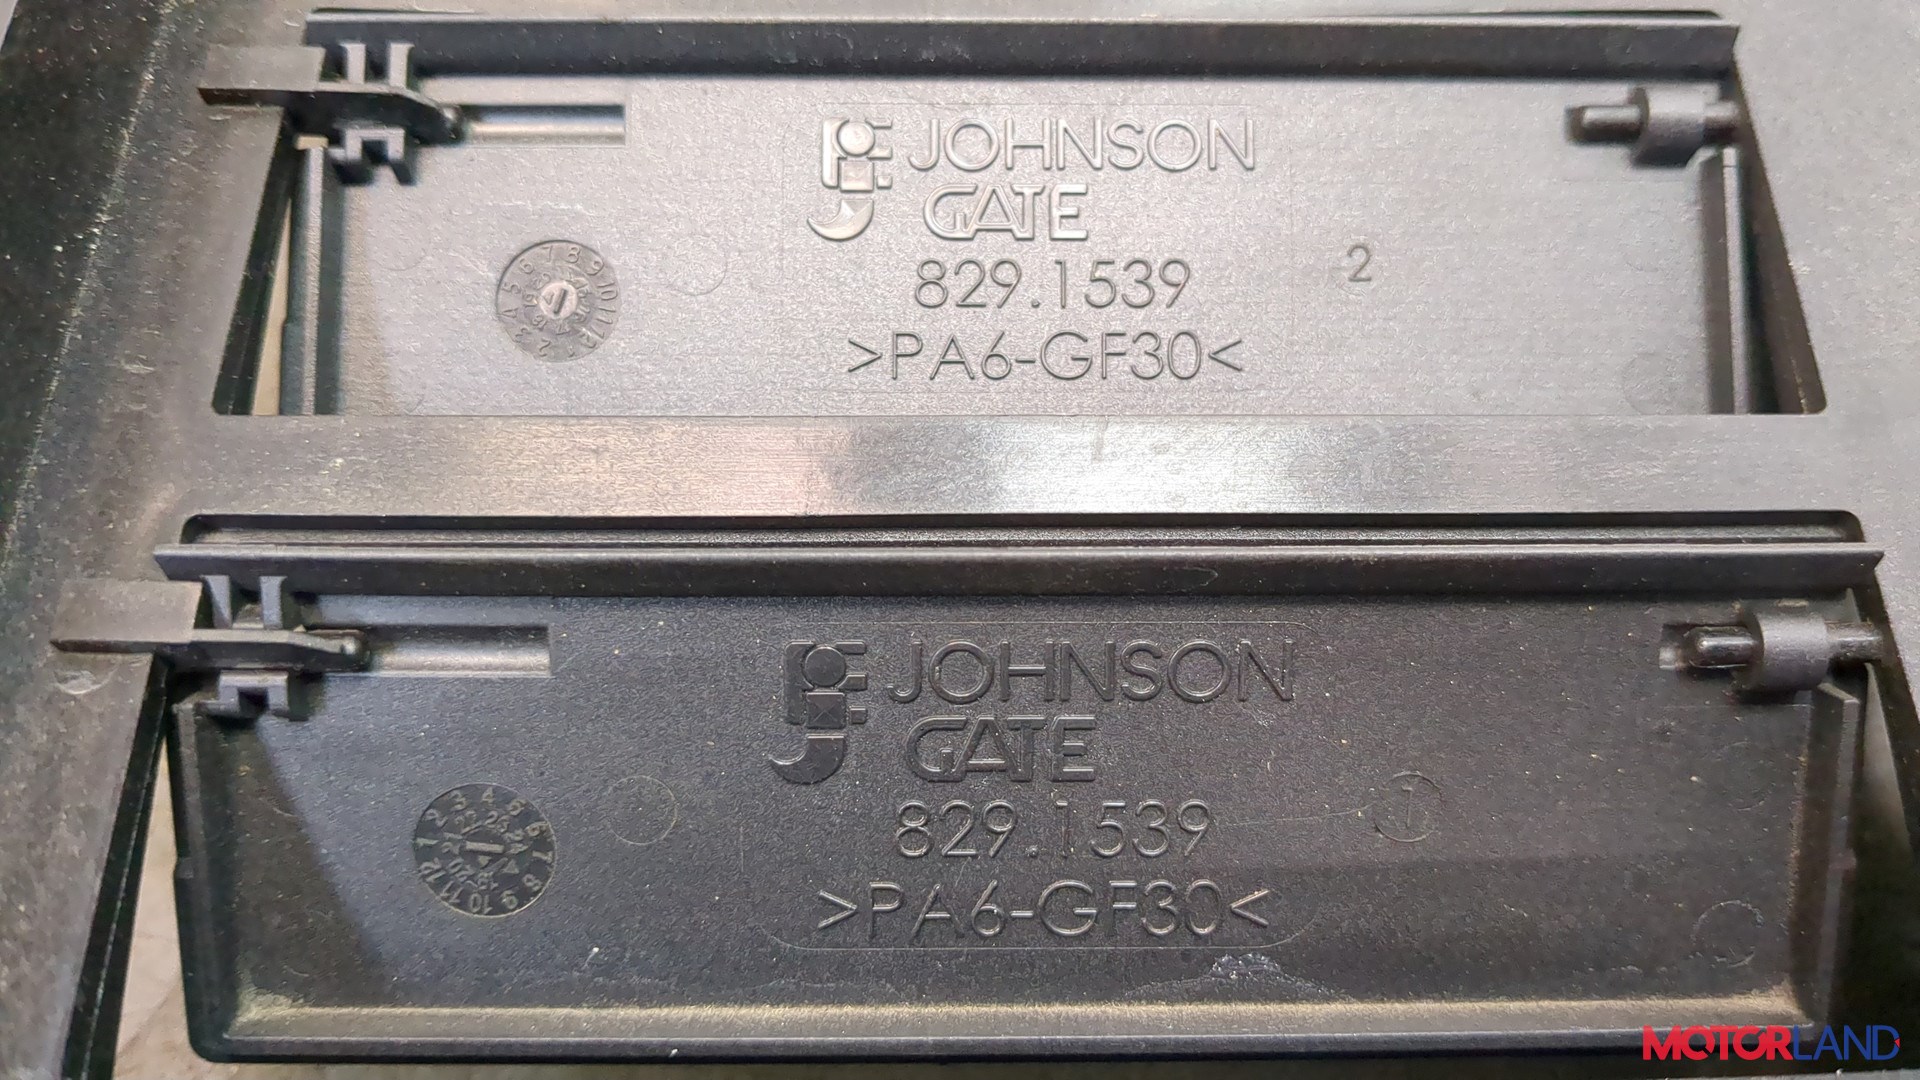 JOHNSON
GATE
829.1539
2
>PA6-GF30<
JOHNSON
GATE
829.1539
1
>PA6-GF30<
MOTORLAND